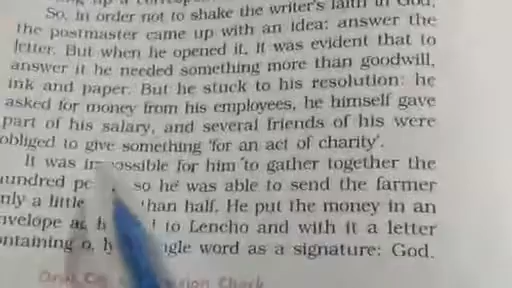 So, in order not to shake the writer's faith in God,
the postmaster came up with an idea: answer the
letter. But when he opened it, it was evident that to
answer it he needed something more than goodwill,
ink and paper. But he stuck to his resolution: he
asked for money from his employees, he himself gave
part of his salary, and several friends of his were
obliged to give something 'for an act of charity'.
It was impossible for him to gather together the
hundred so he was able to send the farmer
only a little than half. He put the money in an
envelope to Lencho and with it a letter
containing word as a signature: God.
Check